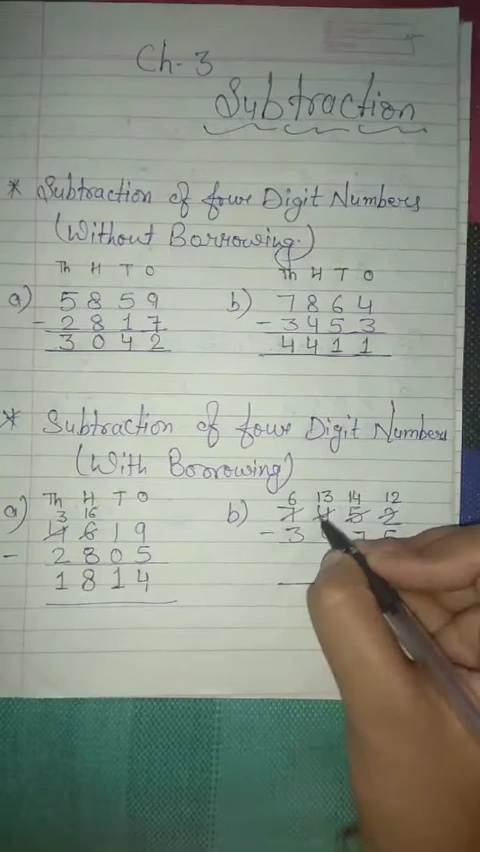 Ch-3
Subtraction
* Subtraction of four Digit Numbers
(Without Borrowing)
Th H T O
a) 5 8 5 9
- 2 8 1 7
3 0 4 2
Th H T O
b) 7 8 6 4
- 3 4 5 3
4 4 1 1
* Subtraction of four Digit Numbers
(With Borrowing)
Th H T O
3 16
a) 4 6 1 9
- 2 8 0 5
1 8 1 4
6 13 14 12
b) 7 4 5 2
- 3